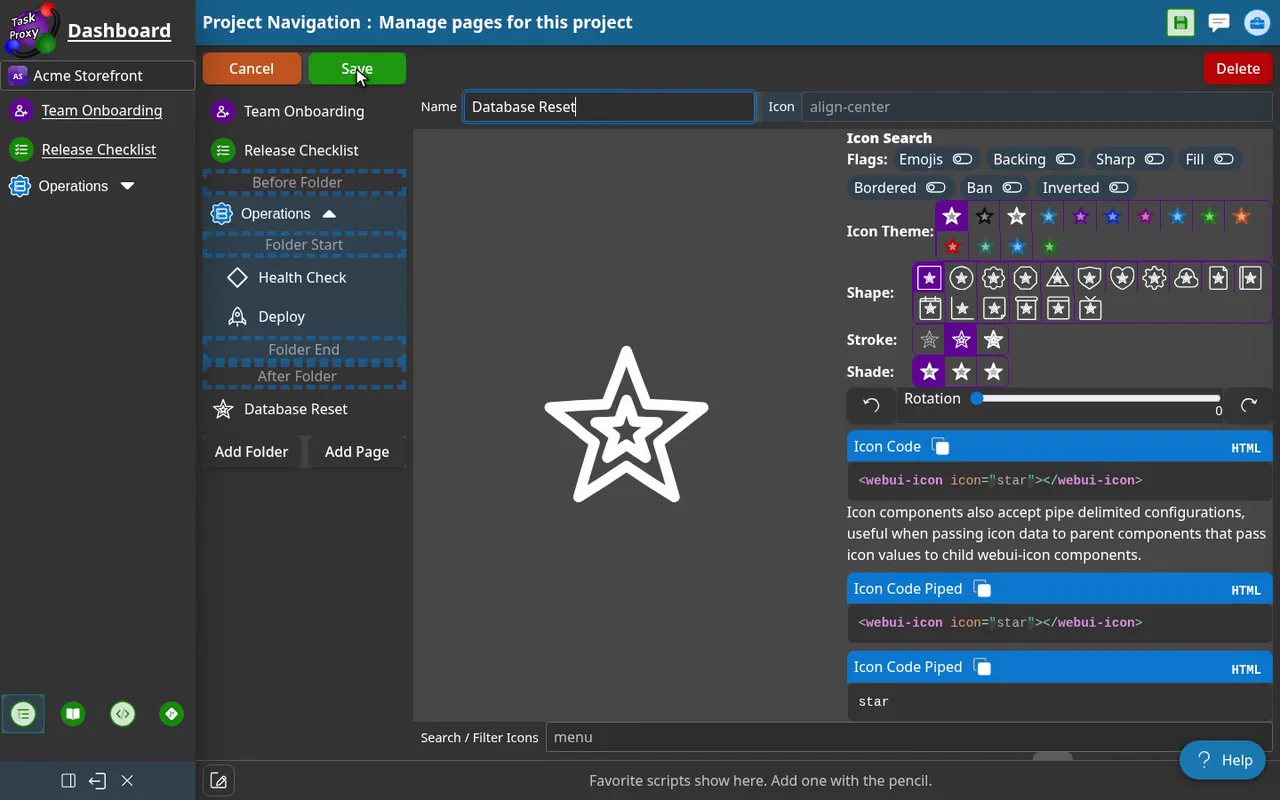 Task Proxy
Dashboard
Project Navigation : Manage pages for this project
AS Acme Storefront
Cancel
Save
Delete
Team Onboarding
Release Checklist
Operations
Team Onboarding
Release Checklist
Before Folder
Operations
Folder Start
Health Check
Deploy
Folder End
After Folder
Database Reset
Add Folder
Add Page
Name
Database Reset
Icon
align-center
Icon Search
Flags: Emojis Backing Sharp Fill
Bordered Ban Inverted
Icon Theme:
Shape:
Stroke:
Shade:
Rotation
0
Icon Code
HTML
<webui-icon icon="star"></webui-icon>
Icon components also accept pipe delimited configurations,
useful when passing icon data to parent components that pass
icon values to child webui-icon components.
Icon Code Piped
HTML
<webui-icon icon="star"></webui-icon>
Icon Code Piped
HTML
star
Search / Filter Icons
menu
Favorite scripts show here. Add one with the pencil.
? Help